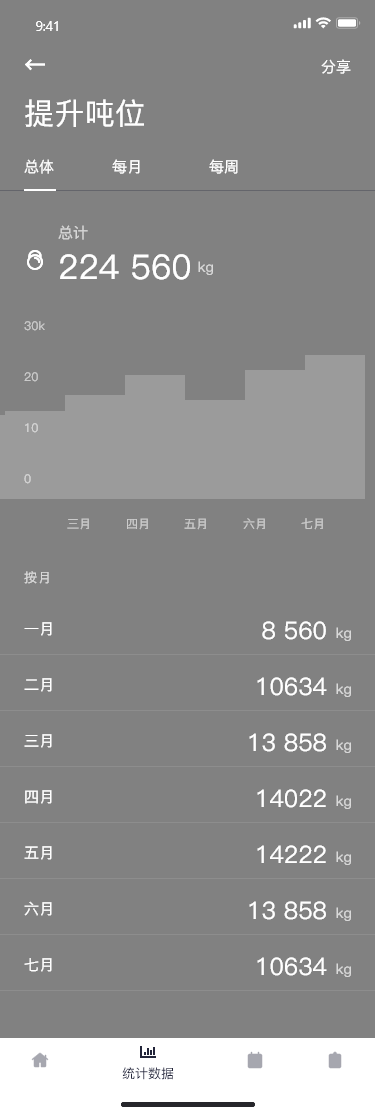 9:41
分享
提升吨位
总体 每月 每周
总计
224 560 kg
30k
20
10
0
三月 四月 五月 六月 七月
按月
一月 8 560 kg
二月 10634 kg
三月 13 858 kg
四月 14022 kg
五月 14222 kg
六月 13 858 kg
七月 10634 kg
统计数据